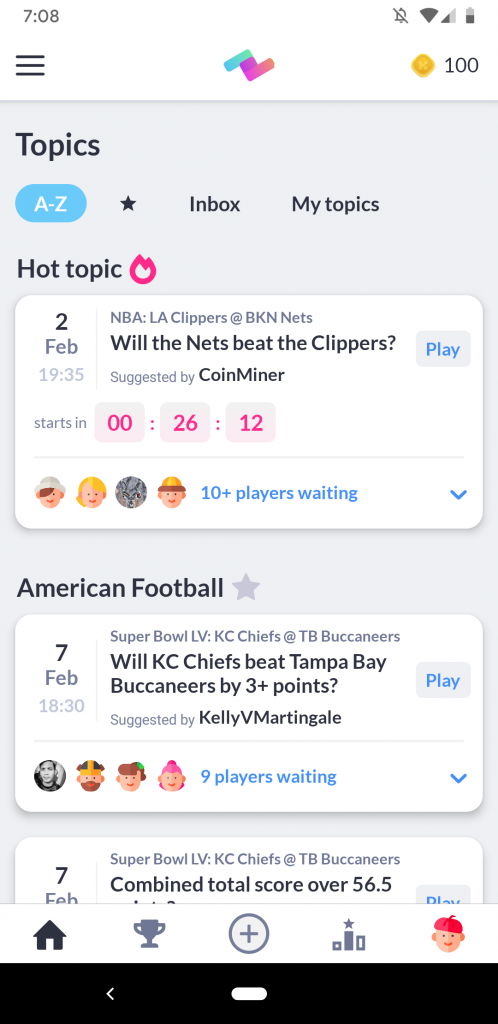 7:08
100
Topics
A-Z
Inbox
My topics
Hot topic
2
Feb
19:35
NBA: LA Clippers @ BKN Nets
Will the Nets beat the Clippers?
Suggested by CoinMiner
Play
starts in 00 : 26 : 12
10+ players waiting
American Football
7
Feb
18:30
Super Bowl LV: KC Chiefs @ TB Buccaneers
Will KC Chiefs beat Tampa Bay
Buccaneers by 3+ points?
Suggested by KellyVMartingale
Play
9 players waiting
7
Feb
Super Bowl LV: KC Chiefs @ TB Buccaneers
Combined total score over 56.5
Play